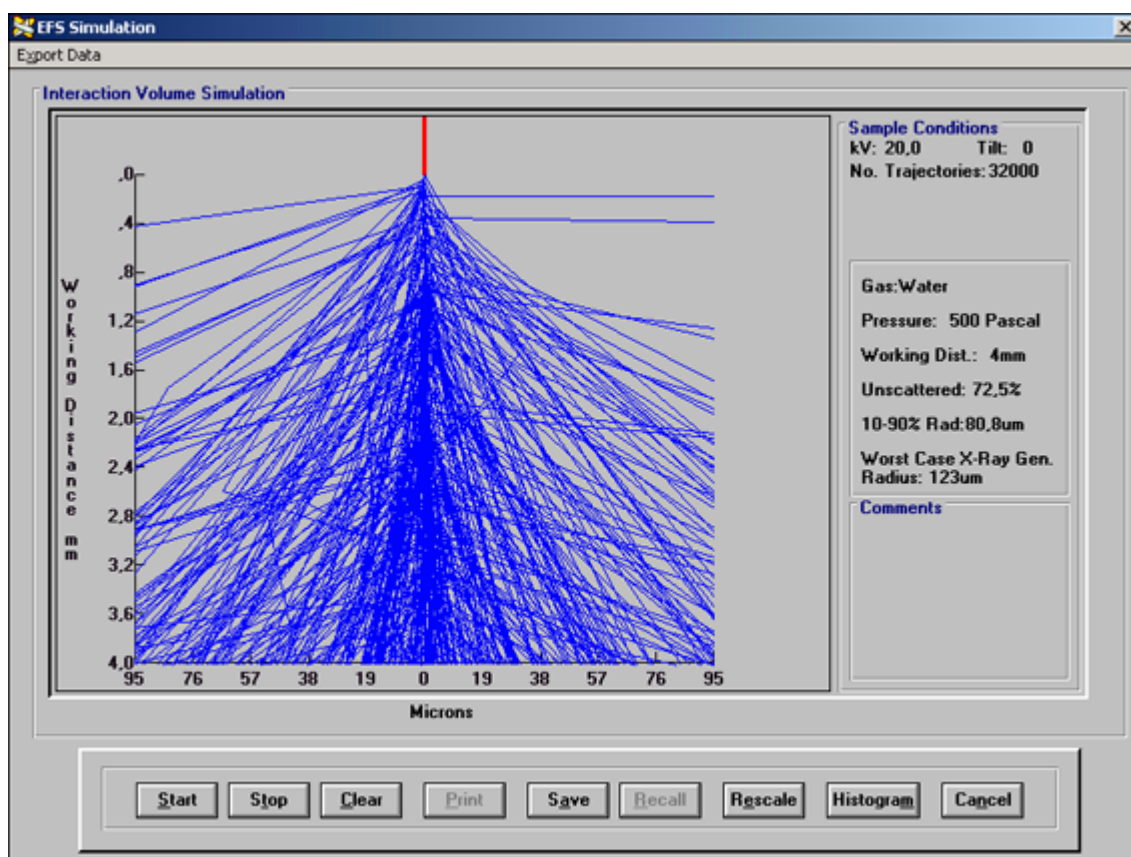 EFS Simulation
Export Data
Interaction Volume Simulation
Working Distance mm
,0
,4
,8
1,2
1,6
2,0
2,4
2,8
3,2
3,6
4,0
95 76 57 38 19 0 19 38 57 76 95
Microns
Sample Conditions
kV: 20,0 Tilt: 0
No. Trajectories: 32000
Gas:Water
Pressure: 500 Pascal
Working Dist.: 4mm
Unscattered: 72,5%
10-90% Rad:80,8um
Worst Case X-Ray Gen.
Radius: 123um
Comments
Start Stop Clear Print Save Recall Rescale Histogram Cancel